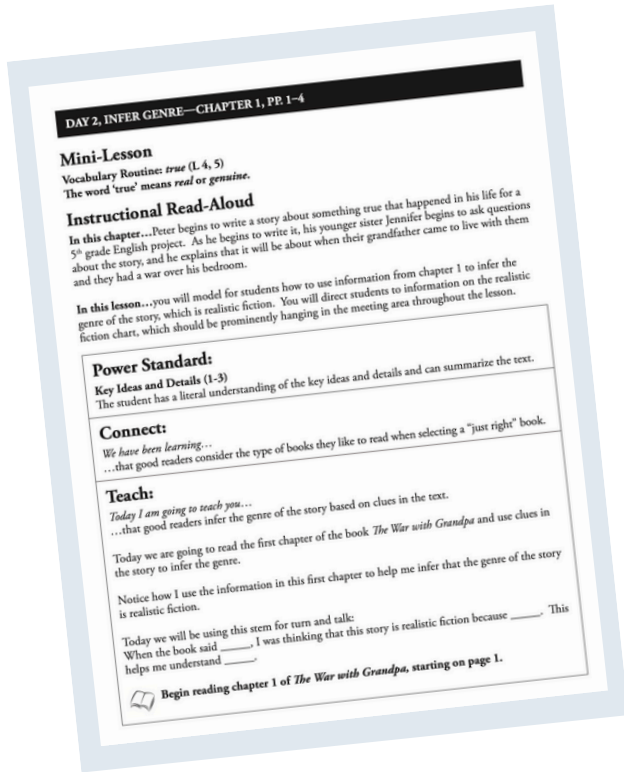 DAY 2, INFER GENRE—CHAPTER 1, PP. 1–4
Mini-Lesson
Vocabulary Routine: true (L 4, 5)
The word 'true' means real or genuine.
Instructional Read-Aloud
In this chapter…Peter begins to write a story about something true that happened in his life for a
5th grade English project. As he begins to write it, his younger sister Jennifer begins to ask questions
about the story, and he explains that it will be about when their grandfather came to live with them
and they had a war over his bedroom.
In this lesson…you will model for students how to use information from chapter 1 to infer the
genre of the story, which is realistic fiction. You will direct students to information on the realistic
fiction chart, which should be prominently hanging in the meeting area throughout the lesson.
Power Standard:
Key Ideas and Details (1-3)
The student has a literal understanding of the key ideas and details and can summarize the text.
Connect:
We have been learning…
…that good readers consider the type of books they like to read when selecting a "just right" book.
Teach:
Today I am going to teach you…
…that good readers infer the genre of the story based on clues in the text.
Today we are going to read the first chapter of the book The War with Grandpa and use clues in
the story to infer the genre.
Notice how I use the information in this first chapter to help me infer that the genre of the story
is realistic fiction.
Today we will be using this stem for turn and talk:
When the book said _____, I was thinking that this story is realistic fiction because _____. This
helps me understand _____.
Begin reading chapter 1 of The War with Grandpa, starting on page 1.